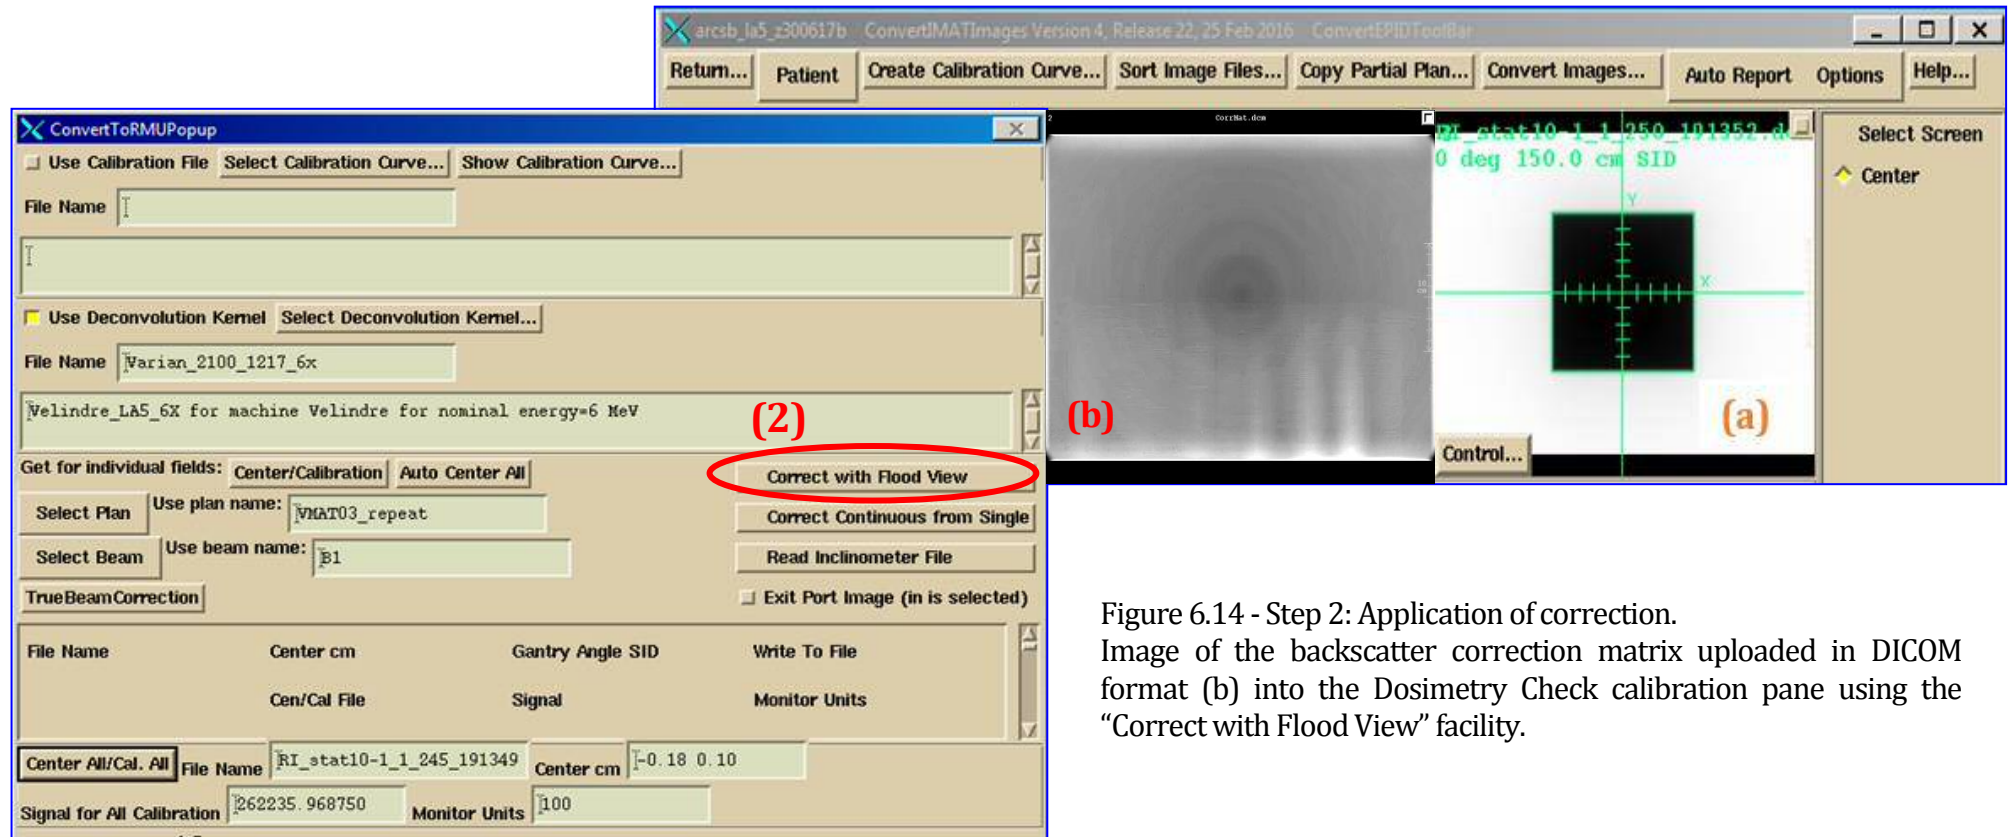 arcsb_la5_z300617b ConvertIMATImages Version 4, Release 22, 25 Feb 2016 ConvertEPIDToolBar
Return... Patient Create Calibration Curve... Sort Image Files... Copy Partial Plan... Convert Images... Auto Report Options Help...
ConvertToRMUPopup
Use Calibration File Select Calibration Curve... Show Calibration Curve...
File Name
Use Deconvolution Kernel Select Deconvolution Kernel...
File Name Varian_2100_1217_6x
Velindre_LA5_6X for machine Velindre for nominal energy=6 MeV
(2)
Get for individual fields: Center/Calibration Auto Center All
Correct with Flood View
Select Plan Use plan name: VMAT03_repeat
Correct Continuous from Single
Select Beam Use beam name: B1
Read Inclinometer File
TrueBeamCorrection
Exit Port Image (in is selected)
File Name Center cm Gantry Angle SID Write To File
Cen/Cal File Signal Monitor Units
Center All/Cal. All File Name RI_stat10-1_1_245_191349 Center cm -0.18 0.10
Signal for All Calibration 262235.968750 Monitor Units 100
2 CorrMat.dcm
(b)
RI_stat10-1_1_250_191352.d
0 deg 150.0 cm SID
Y
X
(a)
Control...
Select Screen
Center
Figure 6.14 - Step 2: Application of correction.
Image of the backscatter correction matrix uploaded in DICOM
format (b) into the Dosimetry Check calibration pane using the
“Correct with Flood View” facility.